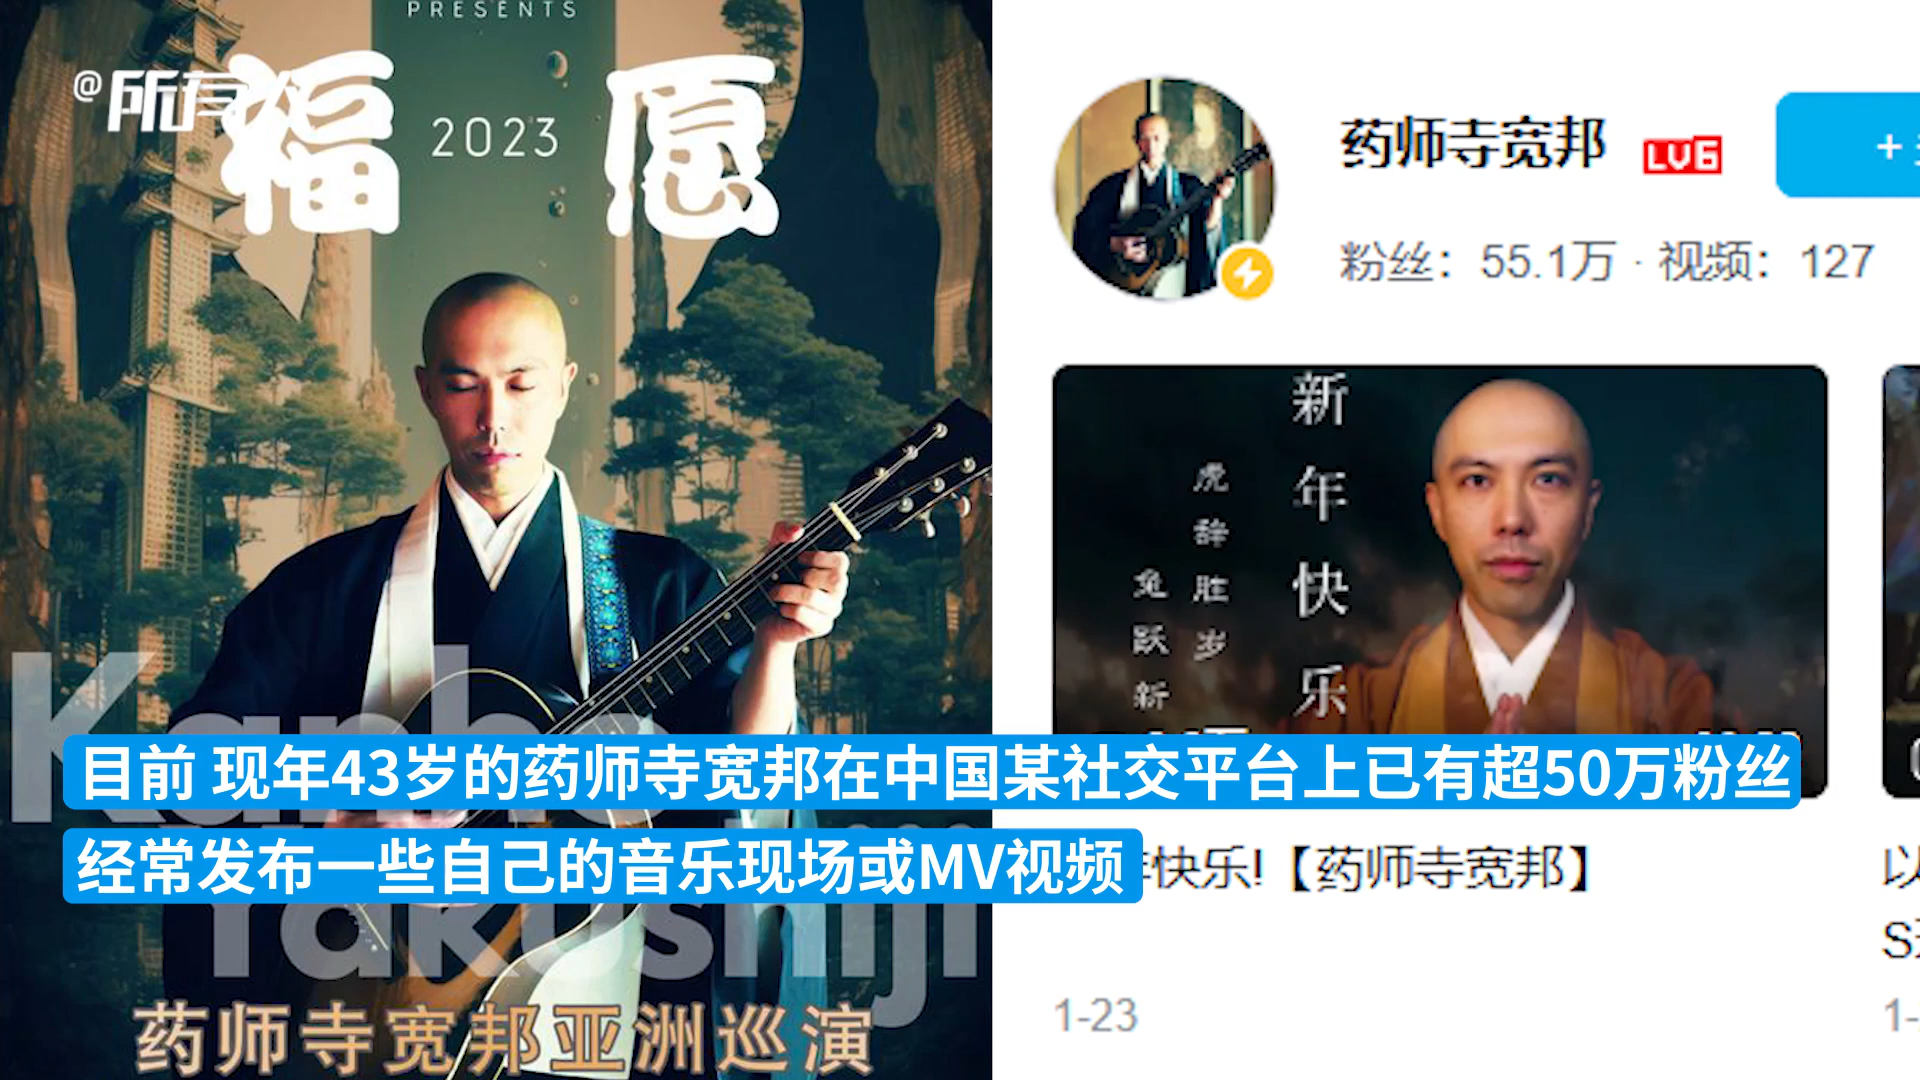 PRESENTS
@所有人
福愿
2023
Kanho
Yakushiji
药师寺宽邦亚洲巡演
药师寺宽邦 LV6
粉丝：55.1万 · 视频：127
新年快乐
虎辞胜岁
兔跃新
目前 现年43岁的药师寺宽邦在中国某社交平台上已有超50万粉丝
经常发布一些自己的音乐现场或MV视频
快乐!【药师寺宽邦】
以
1-23
1-